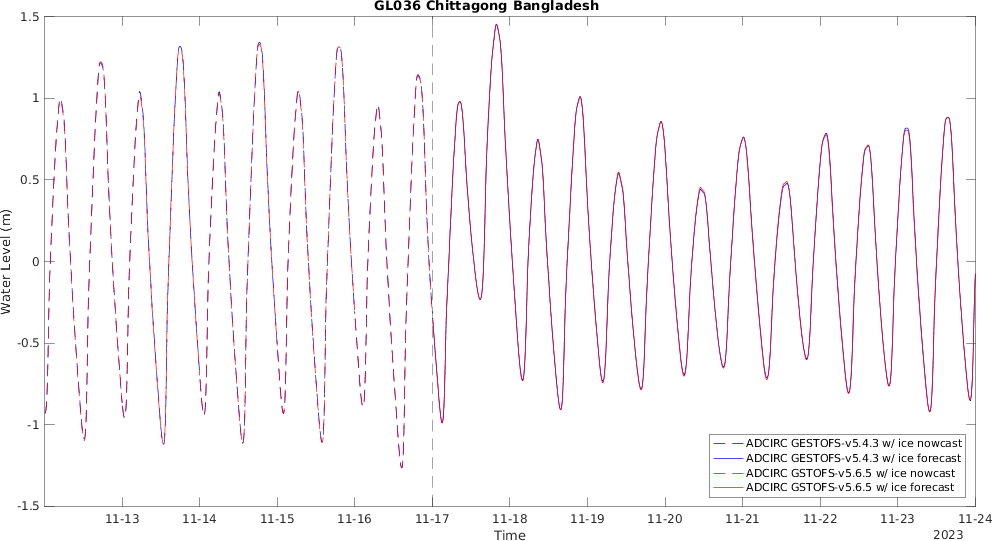 GL036 Chittagong Bangladesh
1.5
1
0.5
0
-0.5
-1
-1.5
Water Level (m)
11-13 11-14 11-15 11-16 11-17 11-18 11-19 11-20 11-21 11-22 11-23 11-24
Time
2023
ADCIRC GESTOFS-v5.4.3 w/ ice nowcast
ADCIRC GESTOFS-v5.4.3 w/ ice forecast
ADCIRC GSTOFS-v5.6.5 w/ ice nowcast
ADCIRC GSTOFS-v5.6.5 w/ ice forecast